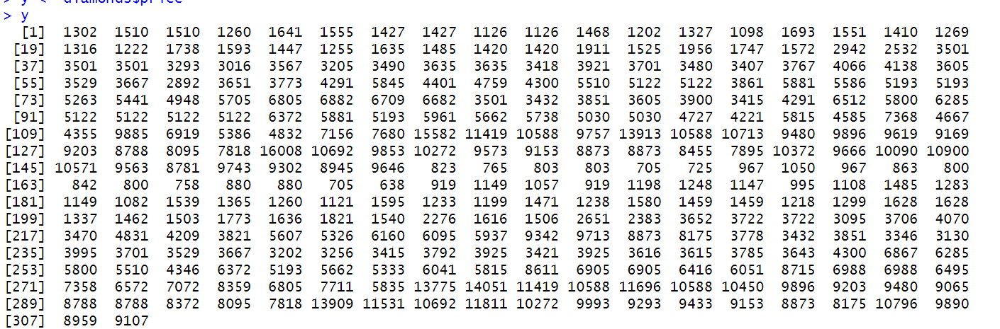 > y <- diamonds$price
> y
[1] 1302 1510 1510 1260 1641 1555 1427 1427 1126 1126 1468 1202 1327 1098 1693 1551 1410 1269
[19] 1316 1222 1738 1593 1447 1255 1635 1485 1420 1420 1911 1525 1956 1747 1572 2942 2532 3501
[37] 3501 3501 3293 3016 3567 3205 3490 3635 3635 3418 3921 3701 3480 3407 3767 4066 4138 3605
[55] 3529 3667 2892 3651 3773 4291 5845 4401 4759 4300 5510 5122 5122 3861 5881 5586 5193 5193
[73] 5263 5441 4948 5705 6805 6882 6709 6682 3501 3432 3851 3605 3900 3415 4291 6512 5800 6285
[91] 5122 5122 5122 5122 6372 5881 5193 5961 5662 5738 5030 5030 4727 4221 5815 4585 7368 4667
[109] 4355 9885 6919 5386 4832 7156 7680 15582 11419 10588 9757 13913 10588 10713 9480 9896 9619 9169
[127] 9203 8788 8095 7818 16008 10692 9853 10272 9573 9153 8873 8873 8455 7895 10372 9666 10090 10900
[145] 10571 9563 8781 9743 9302 8945 9646 823 765 803 803 705 725 967 1050 967 863 800
[163] 842 800 758 880 880 705 638 919 1149 1057 919 1198 1248 1147 995 1108 1485 1283
[181] 1149 1082 1539 1365 1260 1121 1595 1233 1199 1471 1238 1580 1459 1459 1218 1299 1628 1628
[199] 1337 1462 1503 1773 1636 1821 1540 2276 1616 1506 2651 2383 3652 3722 3722 3095 3706 4070
[217] 3470 4831 4209 3821 5607 5326 6160 6095 5937 9342 9713 8873 8175 3778 3432 3851 3346 3130
[235] 3995 3701 3529 3667 3202 3256 3415 3792 3925 3421 3925 3616 3615 3785 3643 4300 6867 6285
[253] 5800 5510 4346 6372 5193 5662 5333 6041 5815 8611 6905 6905 6416 6051 8715 6988 6988 6495
[271] 7358 6572 7072 8359 6805 7711 5835 13775 14051 11419 10588 11696 10588 10450 9896 9203 9480 9065
[289] 8788 8788 8372 8095 7818 13909 11531 10692 11811 10272 9993 9293 9433 9153 8873 8175 10796 9890
[307] 8959 9107